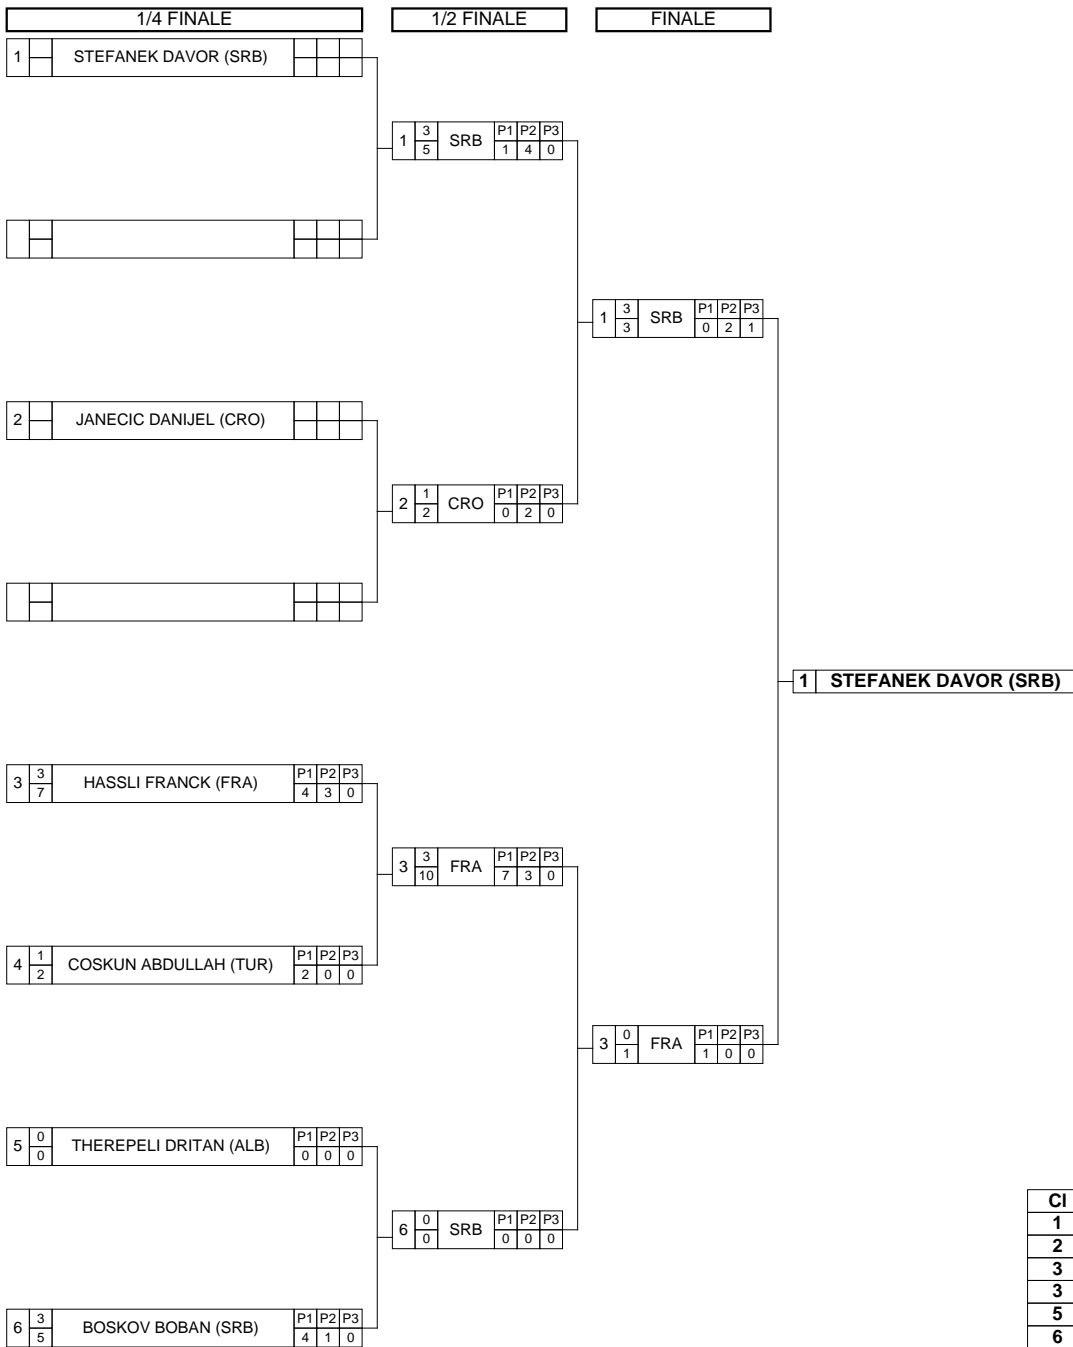 1/4 FINALE 1/2 FINALE FINALE
1 STEFANEK DAVOR (SRB)
1 3 5 SRB P1 P2 P3 1 4 0
1 3 3 SRB P1 P2 P3 0 2 1
2 JANECIC DANIJEL (CRO)
2 1 2 CRO P1 P2 P3 0 2 0
1 STEFANEK DAVOR (SRB)
3 3 7 HASSLI FRANCK (FRA) P1 P2 P3 4 3 0
3 3 10 FRA P1 P2 P3 7 3 0
4 1 2 COSKUN ABDULLAH (TUR) P1 P2 P3 2 0 0
3 0 1 FRA P1 P2 P3 1 0 0
5 0 0 THEREPELI DRITAN (ALB) P1 P2 P3 0 0 0
6 0 0 SRB P1 P2 P3 0 0 0
6 3 5 BOSKOV BOBAN (SRB) P1 P2 P3 4 1 0
Cl
1
2
3
3
5
6